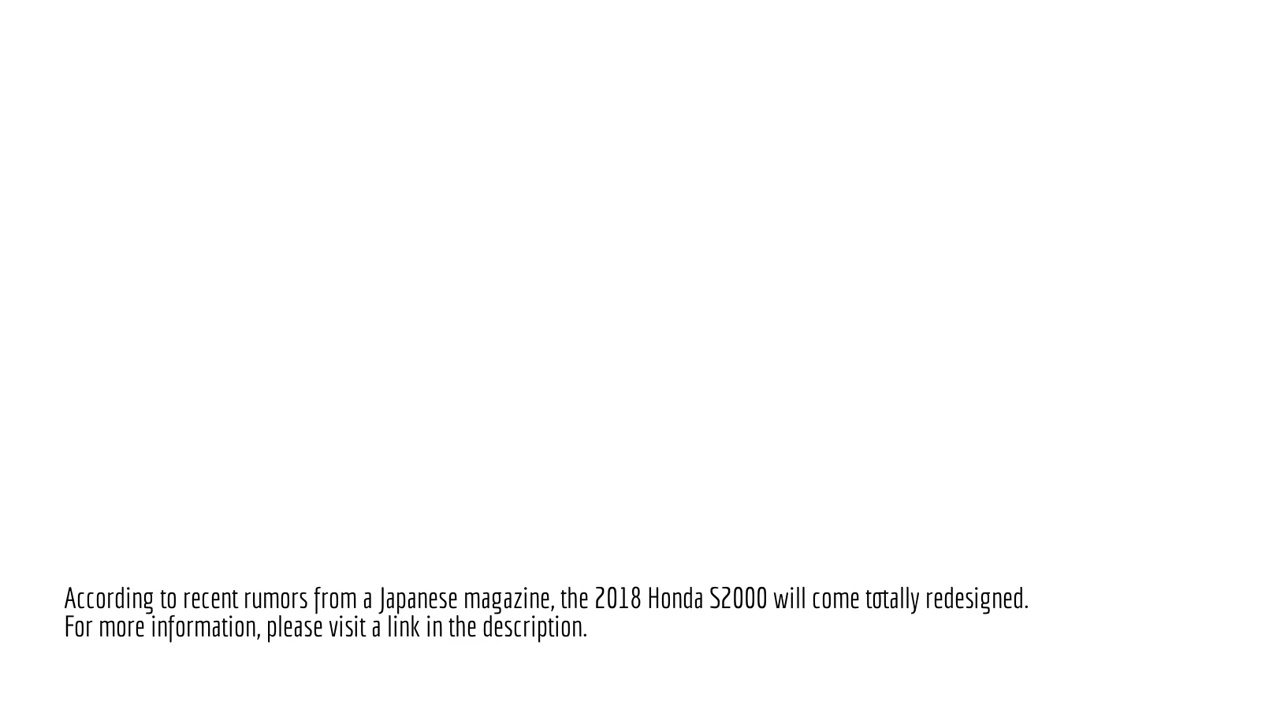 According to recent rumors from a Japanese magazine, the 2018 Honda S2000 will come totally redesigned.
For more information, please visit a link in the description.